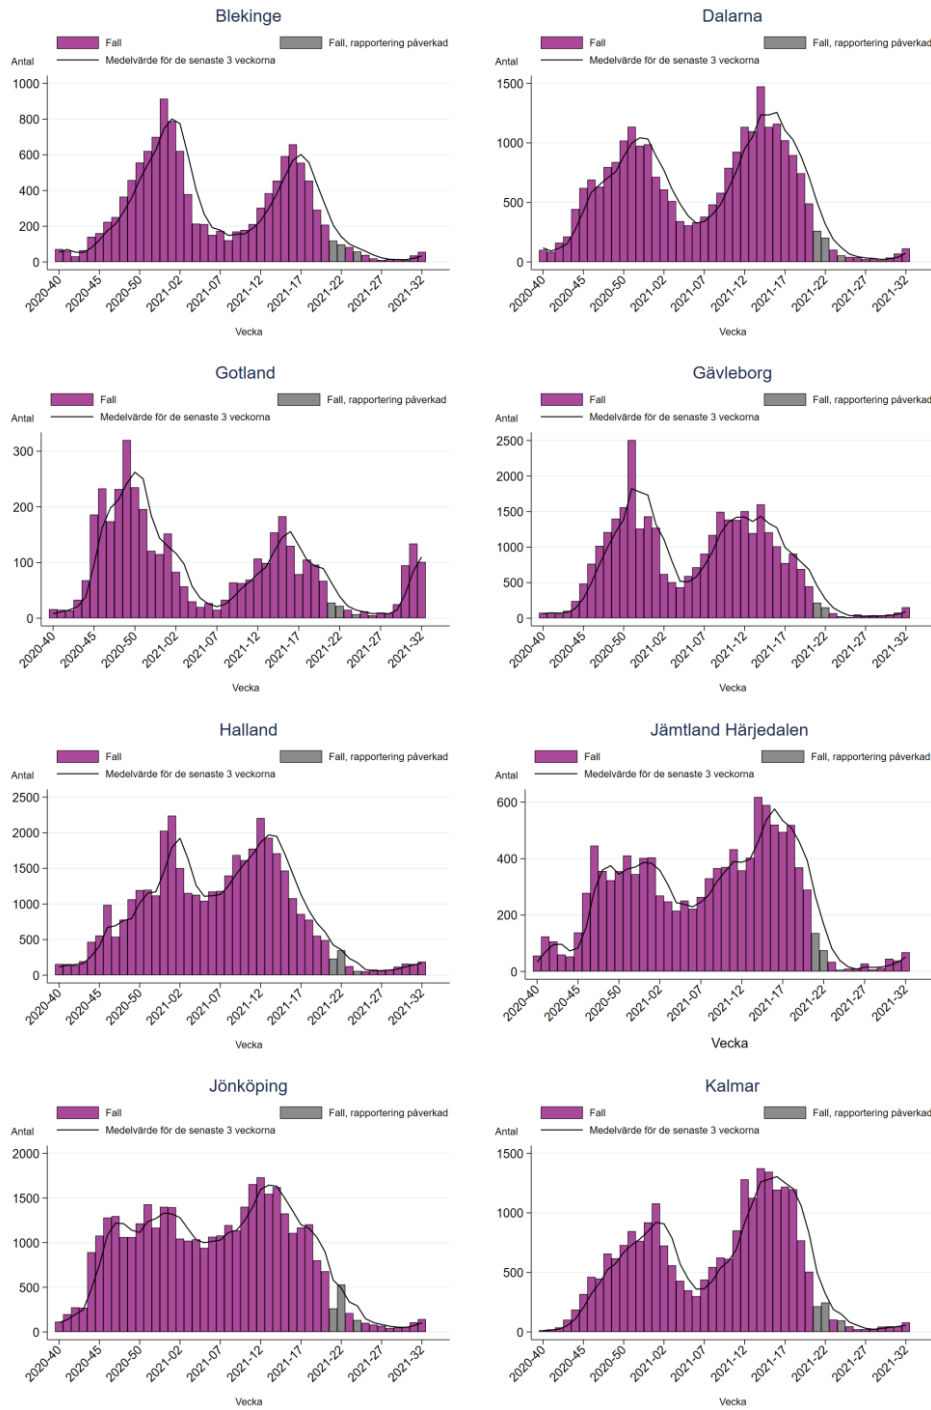 Blekinge
Fall
Fall, rapportering påverkad
Antal
Medelvärde för de senaste 3 veckorna
1000
800
600
400
200
0
2020-40 2020-45 2020-50 2021-02 2021-07 2021-12 2021-17 2021-22 2021-27 2021-32
Vecka
Dalarna
Fall
Fall, rapportering påverkad
Antal
Medelvärde för de senaste 3 veckorna
1500
1000
500
0
2020-40 2020-45 2020-50 2021-02 2021-07 2021-12 2021-17 2021-22 2021-27 2021-32
Vecka
Gotland
Fall
Fall, rapportering påverkad
Antal
Medelvärde för de senaste 3 veckorna
300
200
100
0
2020-40 2020-45 2020-50 2021-02 2021-07 2021-12 2021-17 2021-22 2021-27 2021-32
Vecka
Gävleborg
Fall
Fall, rapportering påverkad
Antal
Medelvärde för de senaste 3 veckorna
2500
2000
1500
1000
500
0
2020-40 2020-45 2020-50 2021-02 2021-07 2021-12 2021-17 2021-22 2021-27 2021-32
Vecka
Halland
Fall
Fall, rapportering påverkad
Antal
Medelvärde för de senaste 3 veckorna
2500
2000
1500
1000
500
0
2020-40 2020-45 2020-50 2021-02 2021-07 2021-12 2021-17 2021-22 2021-27 2021-32
Vecka
Jämtland Härjedalen
Fall
Fall, rapportering påverkad
Antal
Medelvärde för de senaste 3 veckorna
600
400
200
0
2020-40 2020-45 2020-50 2021-02 2021-07 2021-12 2021-17 2021-22 2021-27 2021-32
Vecka
Jönköping
Fall
Fall, rapportering påverkad
Antal
Medelvärde för de senaste 3 veckorna
2000
1500
1000
500
0
2020-40 2020-45 2020-50 2021-02 2021-07 2021-12 2021-17 2021-22 2021-27 2021-32
Vecka
Kalmar
Fall
Fall, rapportering påverkad
Antal
Medelvärde för de senaste 3 veckorna
1500
1000
500
0
2020-40 2020-45 2020-50 2021-02 2021-07 2021-12 2021-17 2021-22 2021-27 2021-32
Vecka